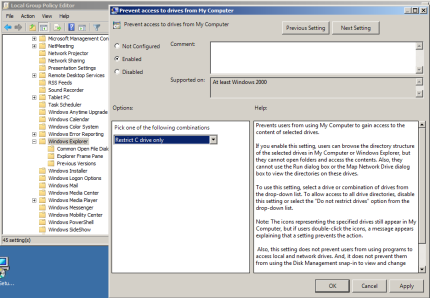 Local Group Policy Editor
File Action View Help
Microsoft Management Con
NetMeeting
Network Projector
Network Sharing
Presentation Settings
Remote Desktop Services
RSS Feeds
Sound Recorder
Tablet PC
Task Scheduler
Windows Anytime Upgrade
Windows Calendar
Windows Color System
Windows Error Reporting
Windows Explorer
Common Open File Dialo
Explorer Frame Pane
Previous Versions
Windows Installer
Windows Logon Options
Windows Mail
Windows Media Center
Windows Media Player
Windows Messenger
Windows Mobility Center
Windows PowerShell
Windows SideShow
45 setting(s)
Setu...
Prevent access to drives from My Computer
Prevent access to drives from My Computer
Previous Setting
Next Setting
Not Configured
Enabled
Disabled
Comment:
Supported on:
At least Windows 2000
Options:
Help:
Pick one of the following combinations
Restrict C drive only
Prevents users from using My Computer to gain access to the
content of selected drives.
If you enable this setting, users can browse the directory structure
of the selected drives in My Computer or Windows Explorer, but
they cannot open folders and access the contents. Also, they
cannot use the Run dialog box or the Map Network Drive dialog
box to view the directories on these drives.
To use this setting, select a drive or combination of drives from
the drop-down list. To allow access to all drive directories, disable
this setting or select the "Do not restrict drives" option from the
drop-down list.
Note: The icons representing the specified drives still appear in My
Computer, but if users double-click the icons, a message appears
explaining that a setting prevents the action.
Also, this setting does not prevent users from using programs to
access local and network drives. And, it does not prevent them
from using the Disk Management snap-in to view and change
OK
Cancel
Apply